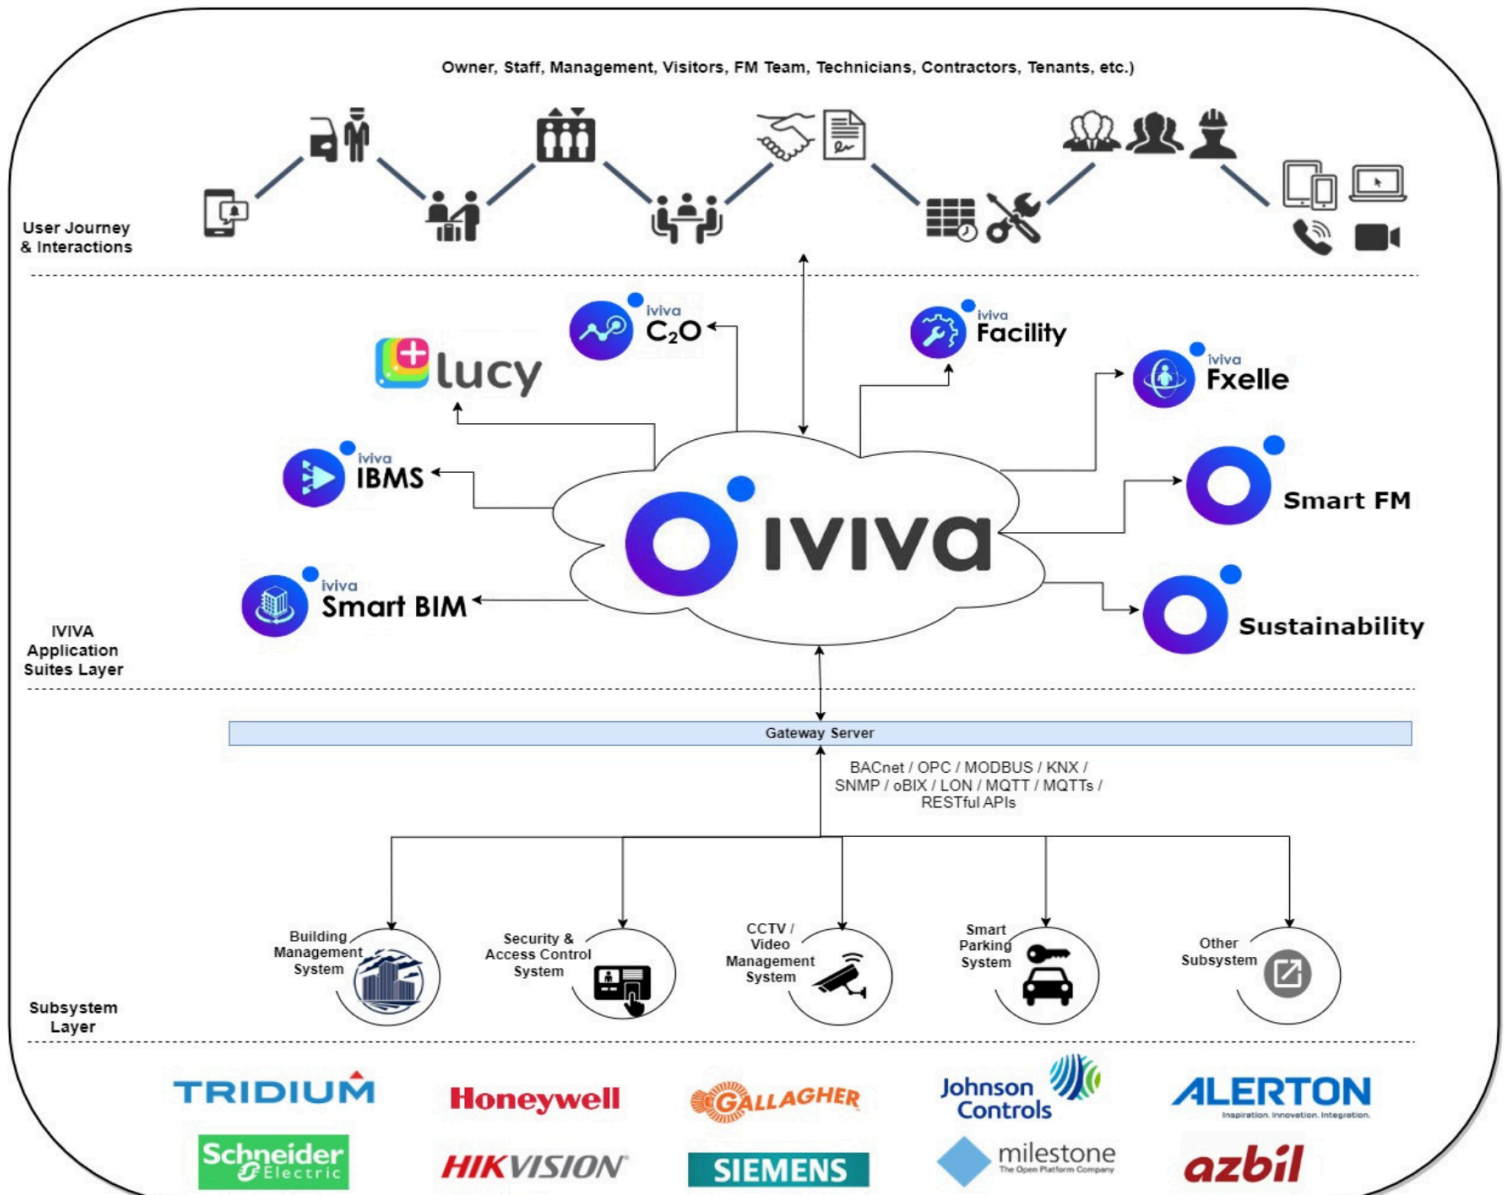 Owner, Staff, Management, Visitors, FM Team, Technicians, Contractors, Tenants, etc.)
User Journey
& Interactions
iviva
C₂O
iviva
Facility
lucy
iviva
Fxelle
iviva
IBMS
Smart FM
iviva
iviva
Smart BIM
Sustainability
IVIVA
Application
Suites Layer
Gateway Server
BACnet / OPC / MODBUS / KNX /
SNMP / oBIX / LON / MQTT / MQTTs /
RESTful APIs
Building
Management
System
Security &
Access Control
System
CCTV /
Video
Management
System
Smart
Parking
System
Other
Subsystem
Subsystem
Layer
TRIDIUM
Honeywell
GALLAGHER
Johnson
Controls
ALERTON
Inspiration. Innovation. Integration.
Schneider
Electric
HIKVISION
SIEMENS
milestone
The Open Platform Company
azbil